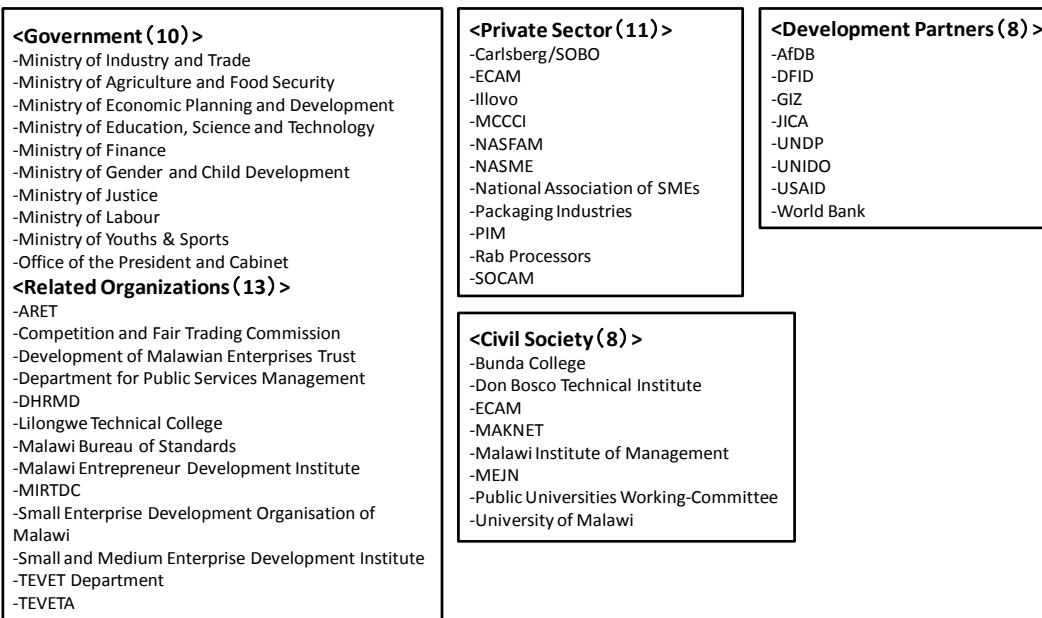 <Government（10）>
-Ministry of Industry and Trade
-Ministry of Agriculture and Food Security
-Ministry of Economic Planning and Development
-Ministry of Education, Science and Technology
-Ministry of Finance
-Ministry of Gender and Child Development
-Ministry of Justice
-Ministry of Labour
-Ministry of Youths & Sports
-Office of the President and Cabinet
<Related Organizations（13）>
-ARET
-Competition and Fair Trading Commission
-Development of Malawian Enterprises Trust
-Department for Public Services Management
-DHRMD
-Lilongwe Technical College
-Malawi Bureau of Standards
-Malawi Entrepreneur Development Institute
-MIRTDC
-Small Enterprise Development Organisation of
Malawi
-Small and Medium Enterprise Development Institute
-TEVET Department
-TEVETA
<Private Sector（11）>
-Carlsberg/SOBO
-ECAM
-Illovo
-MCCCI
-NASFAM
-NASME
-National Association of SMEs
-Packaging Industries
-PIM
-Rab Processors
-SOCAM
<Civil Society（8）>
-Bunda College
-Don Bosco Technical Institute
-ECAM
-MAKNET
-Malawi Institute of Management
-MEJN
-Public Universities Working-Committee
-University of Malawi
<Development Partners（8）>
-AfDB
-DFID
-GIZ
-JICA
-UNDP
-UNIDO
-USAID
-World Bank